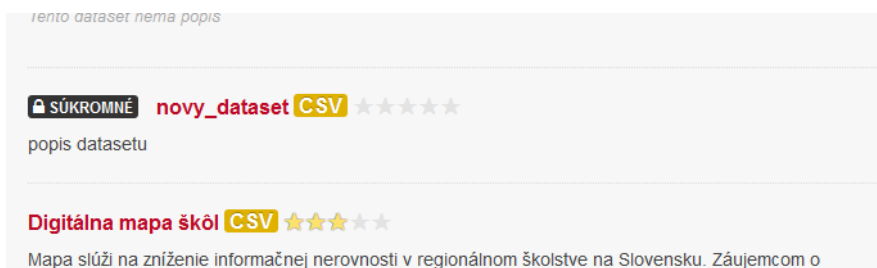 Tento dataset nemá popis
SÚKROMNÉ novy_dataset CSV
popis datasetu
Digitálna mapa škôl CSV
Mapa slúži na zníženie informačnej nerovnosti v regionálnom školstve na Slovensku. Záujemcom o